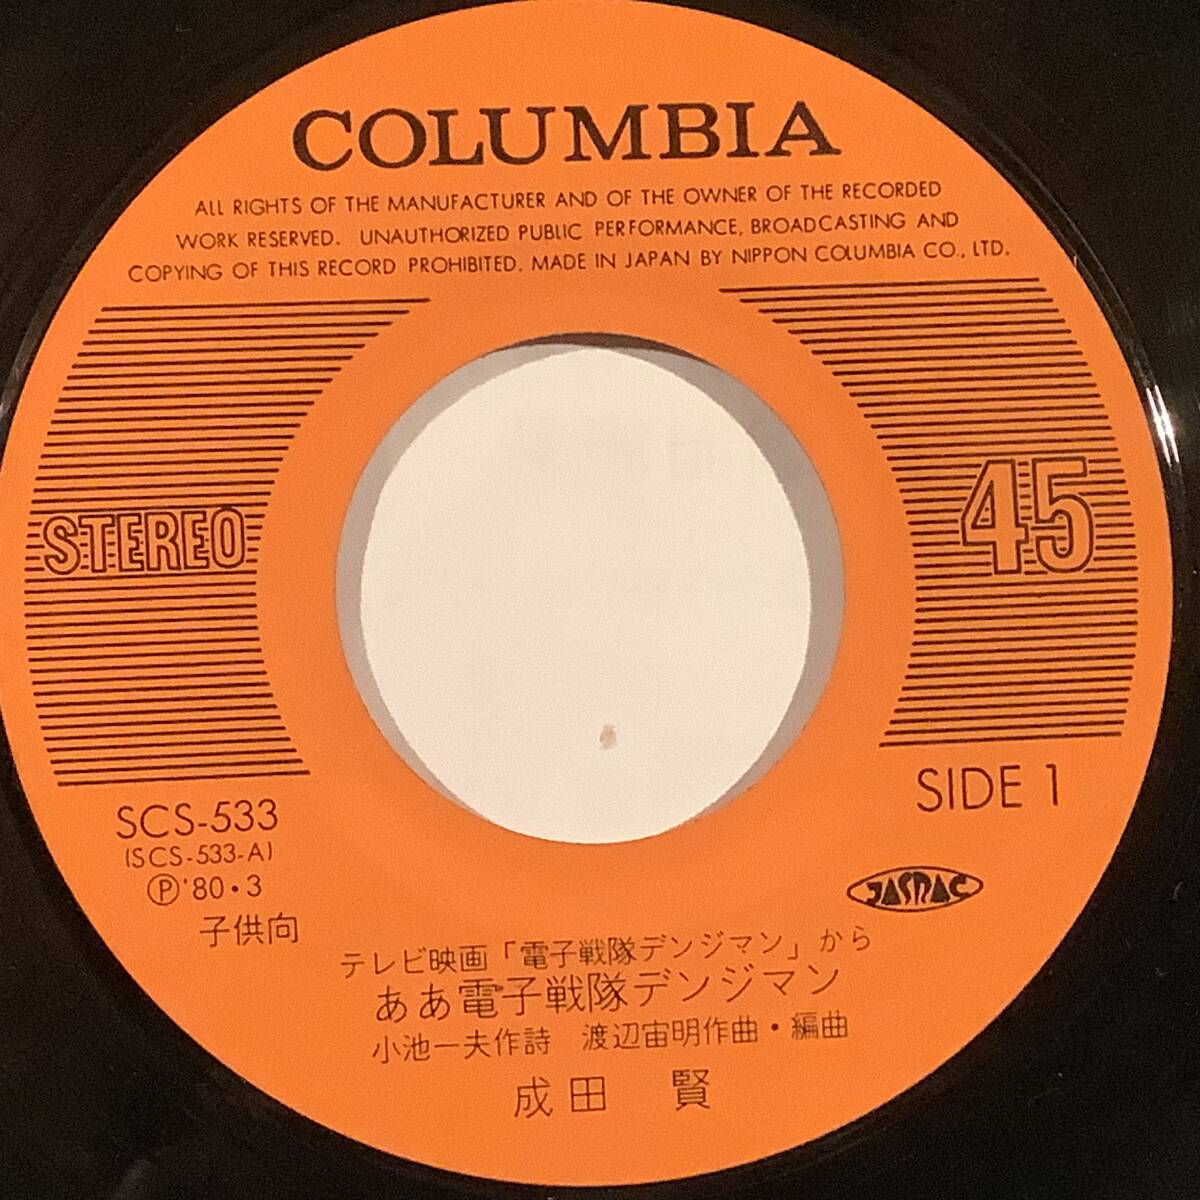 COLUMBIA
ALL RIGHTS OF THE MANUFACTURER AND OF THE OWNER OF THE RECORDED
WORK RESERVED. UNAUTHORIZED PUBLIC PERFORMANCE, BROADCASTING AND
COPYING OF THIS RECORD PROHIBITED. MADE IN JAPAN BY NIPPON COLUMBIA CO., LTD.
STEREO
45
SIDE 1
SCS-533
(SCS-533-A)
Ⓟ'80・3
子供向
JASRAC
テレビ映画「電子戦隊デンジマン」から
ああ電子戦隊デンジマン
小池一夫作詩 渡辺宙明作曲・編曲
成田 賢